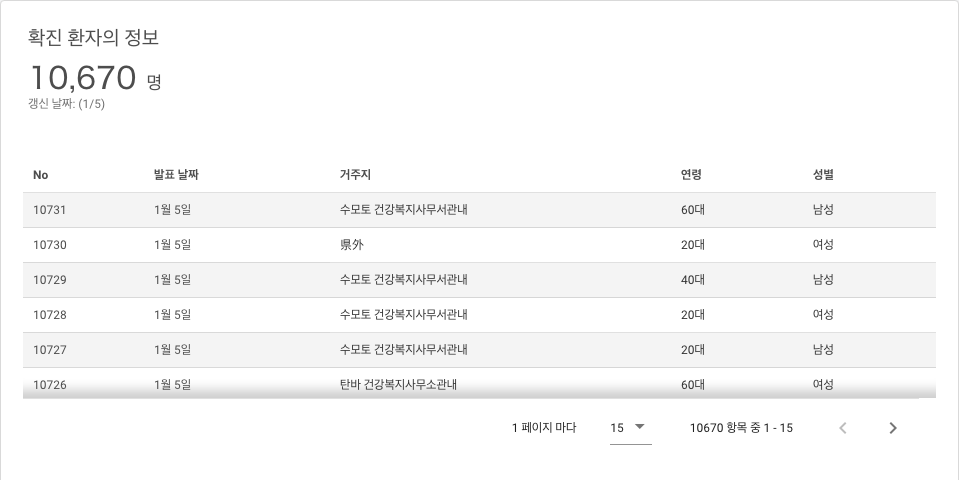 확진 환자의 정보
10,670 명
갱신 날짜: (1/5)
No 발표 날짜 거주지 연령 성별
10731 1월 5일 수모토 건강복지사무서관내 60대 남성
10730 1월 5일 県外 20대 여성
10729 1월 5일 수모토 건강복지사무서관내 40대 남성
10728 1월 5일 수모토 건강복지사무서관내 20대 여성
10727 1월 5일 수모토 건강복지사무서관내 20대 남성
10726 1월 5일 탄바 건강복지사무소관내 60대 여성
1 페이지 마다 15 10670 항목 중 1 - 15